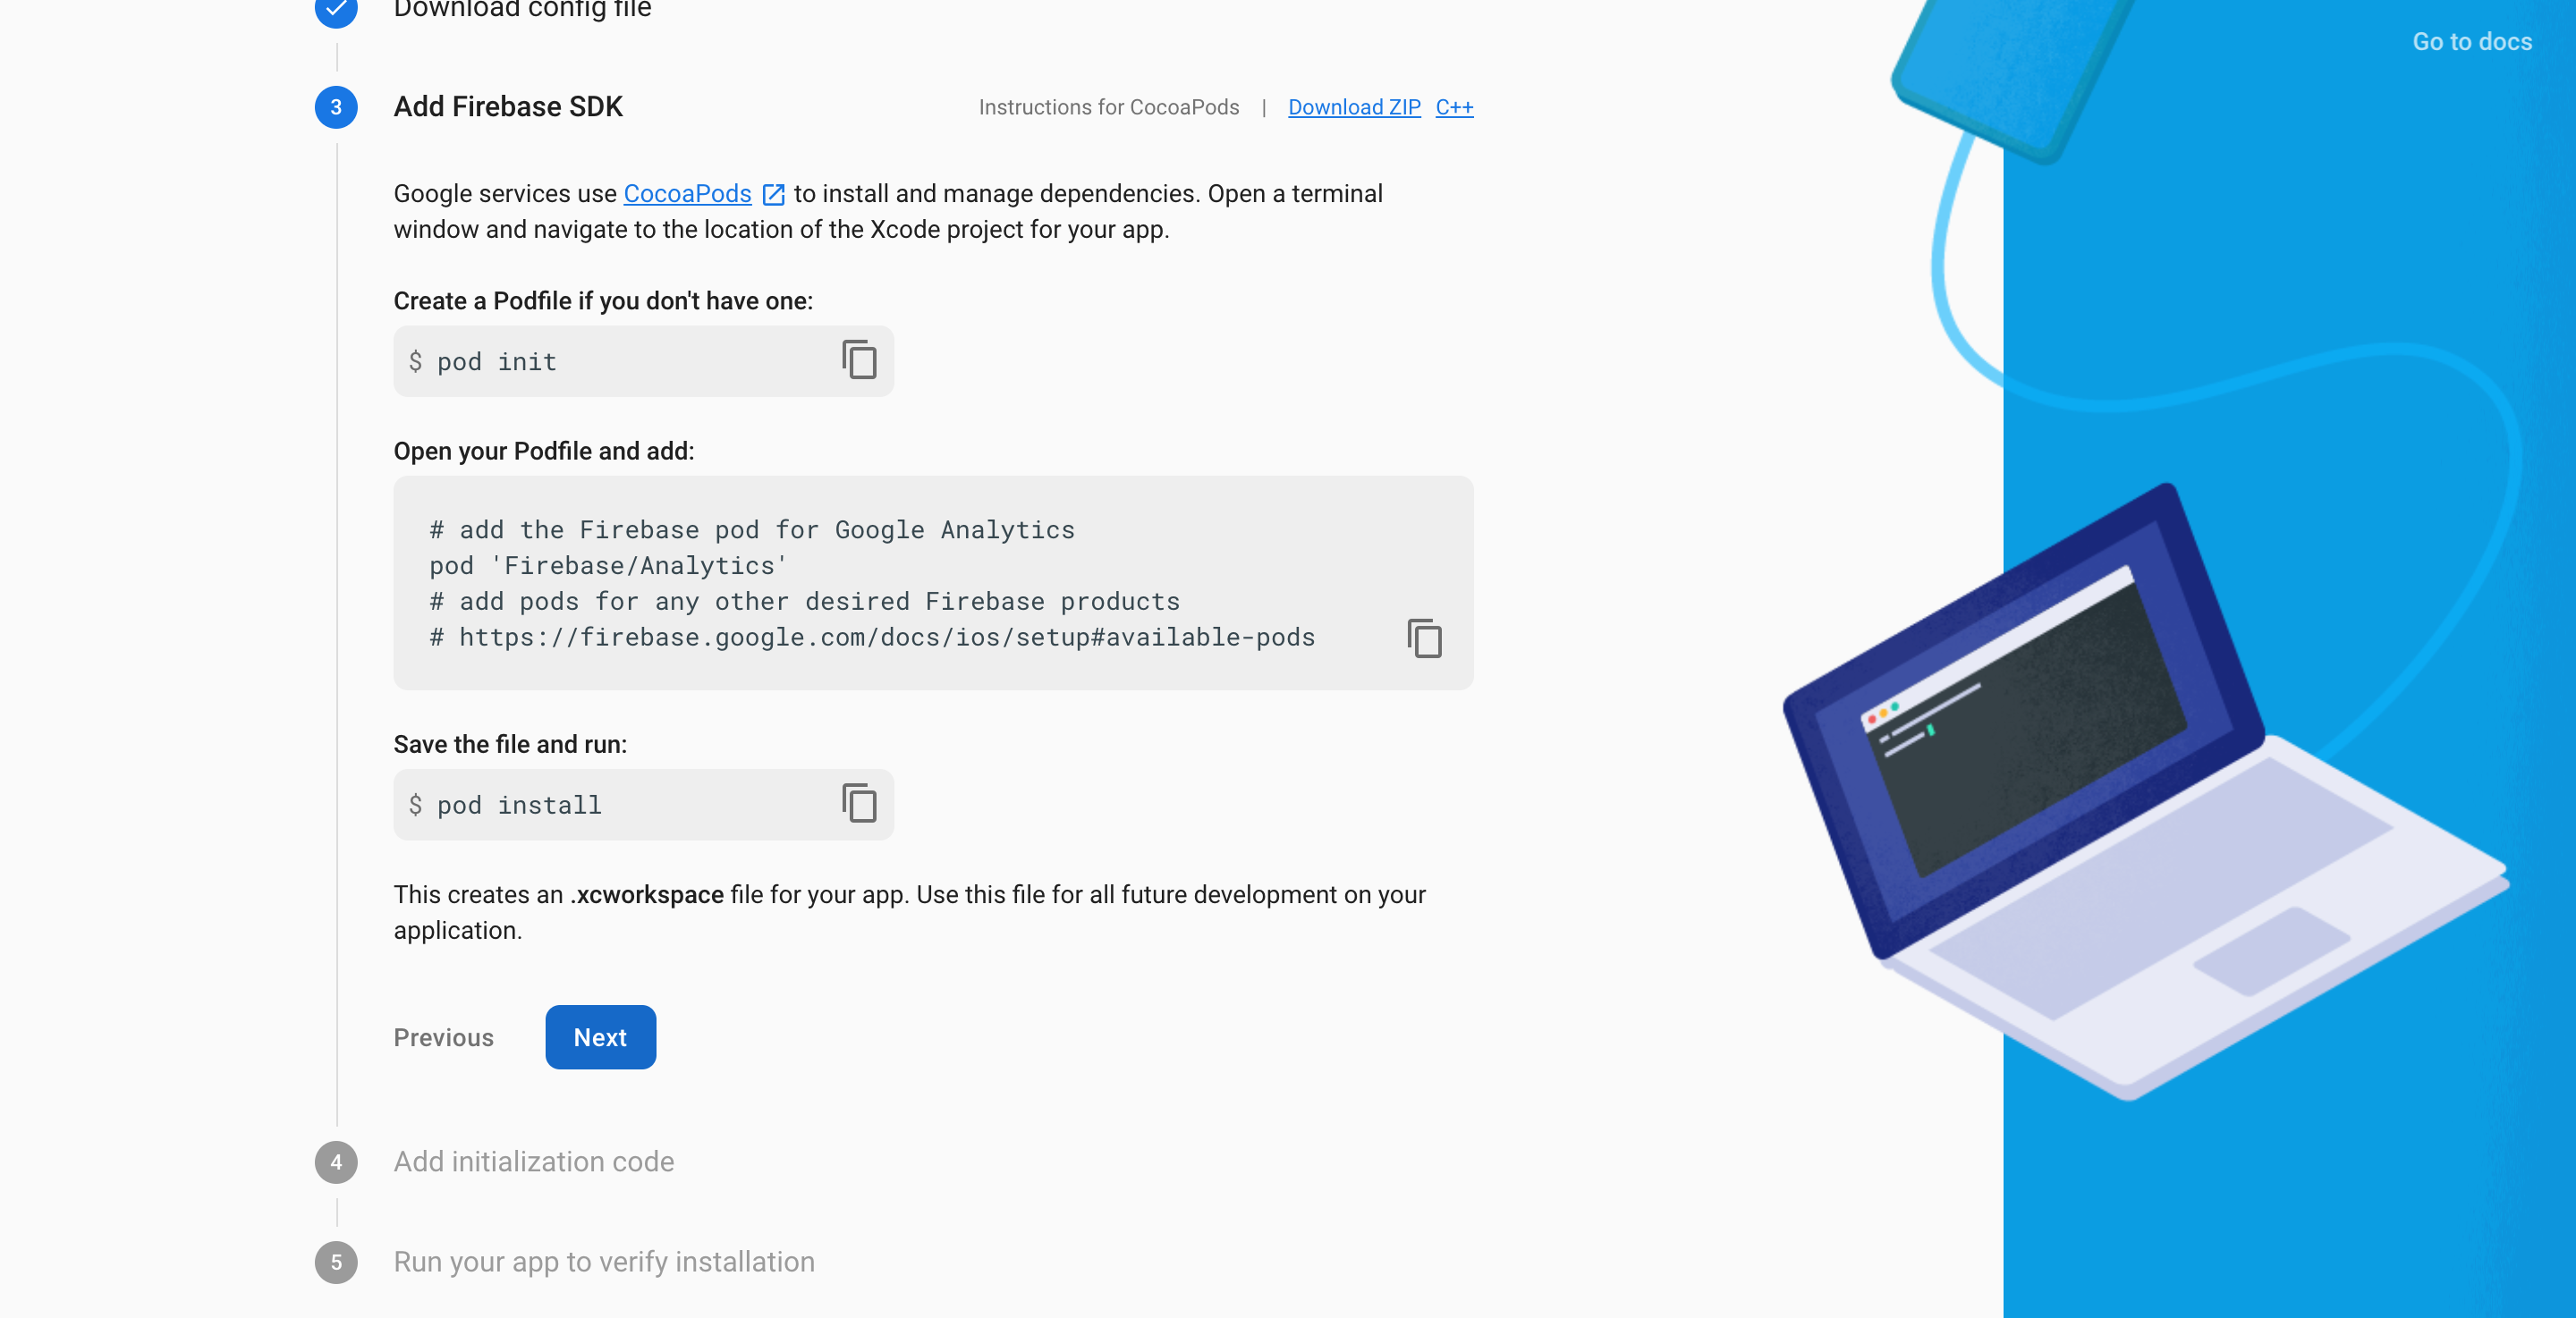 Download config file
Go to docs
3 Add Firebase SDK Instructions for CocoaPods | Download ZIP C++
Google services use CocoaPods to install and manage dependencies. Open a terminal
window and navigate to the location of the Xcode project for your app.
Create a Podfile if you don't have one:
$ pod init
Open your Podfile and add:
# add the Firebase pod for Google Analytics
pod 'Firebase/Analytics'
# add pods for any other desired Firebase products
# https://firebase.google.com/docs/ios/setup#available-pods
Save the file and run:
$ pod install
This creates an .xcworkspace file for your app. Use this file for all future development on your
application.
Previous Next
4 Add initialization code
5 Run your app to verify installation